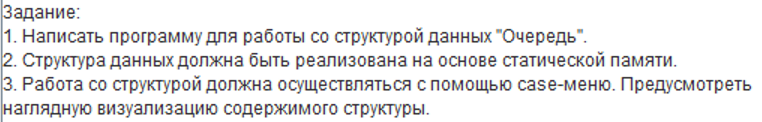 Задание:
1. Написать программу для работы со структурой данных "Очередь".
2. Структура данных должна быть реализована на основе статической памяти.
3. Работа со структурой должна осуществляться с помощью case-меню. Предусмотреть
наглядную визуализацию содержимого структуры.